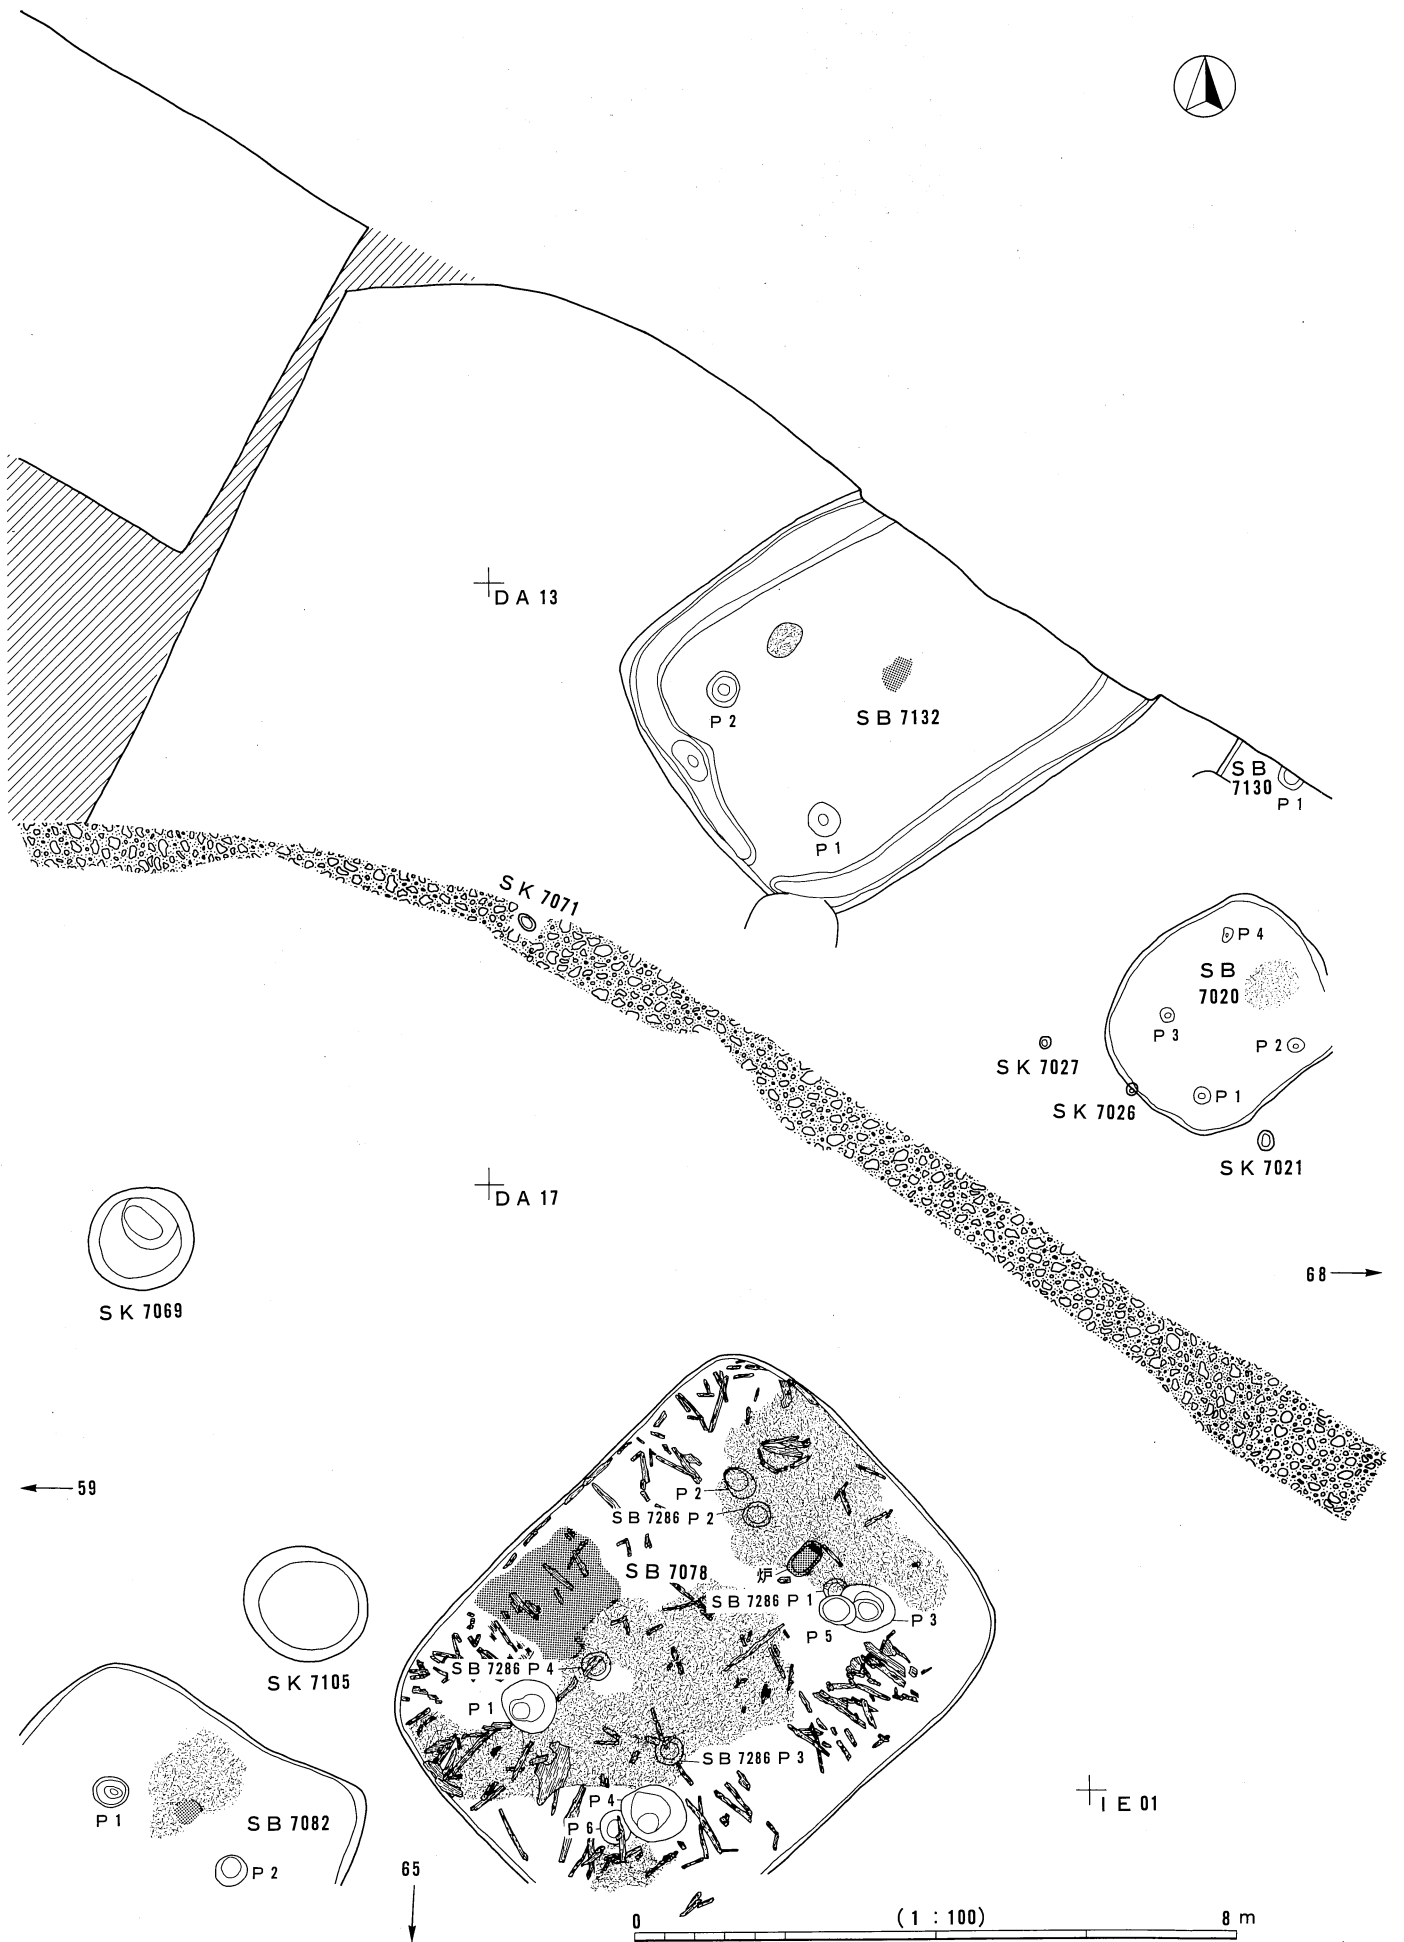 DA 13
P 2
SB 7132
SB
7130
P 1
P 1
SK 7071
P 4
SB
7020
P 3
P 2
SK 7027
P 1
SK 7026
SK 7021
DA 17
68
SK 7069
59
P 2
SB 7286 P 2
SB 7078
炉
SB 7286 P 1
P 3
P 5
SB 7286 P 4
SK 7105
P 1
SB 7286 P 3
P 4
P 1
SB 7082
P 6
IE 01
P 2
65
0 (1 : 100) 8 m